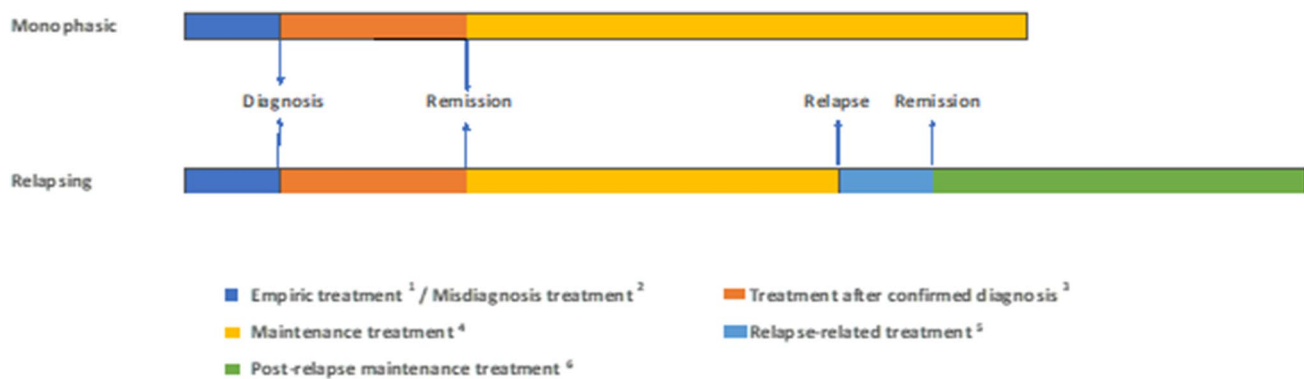 Monophasic
Diagnosis Remission Relapse Remission
Relapsing
Empiric treatment ¹ / Misdiagnosis treatment ² Treatment after confirmed diagnosis ³
Maintenance treatment ⁴ Relapse-related treatment ⁵
Post-relapse maintenance treatment ⁶